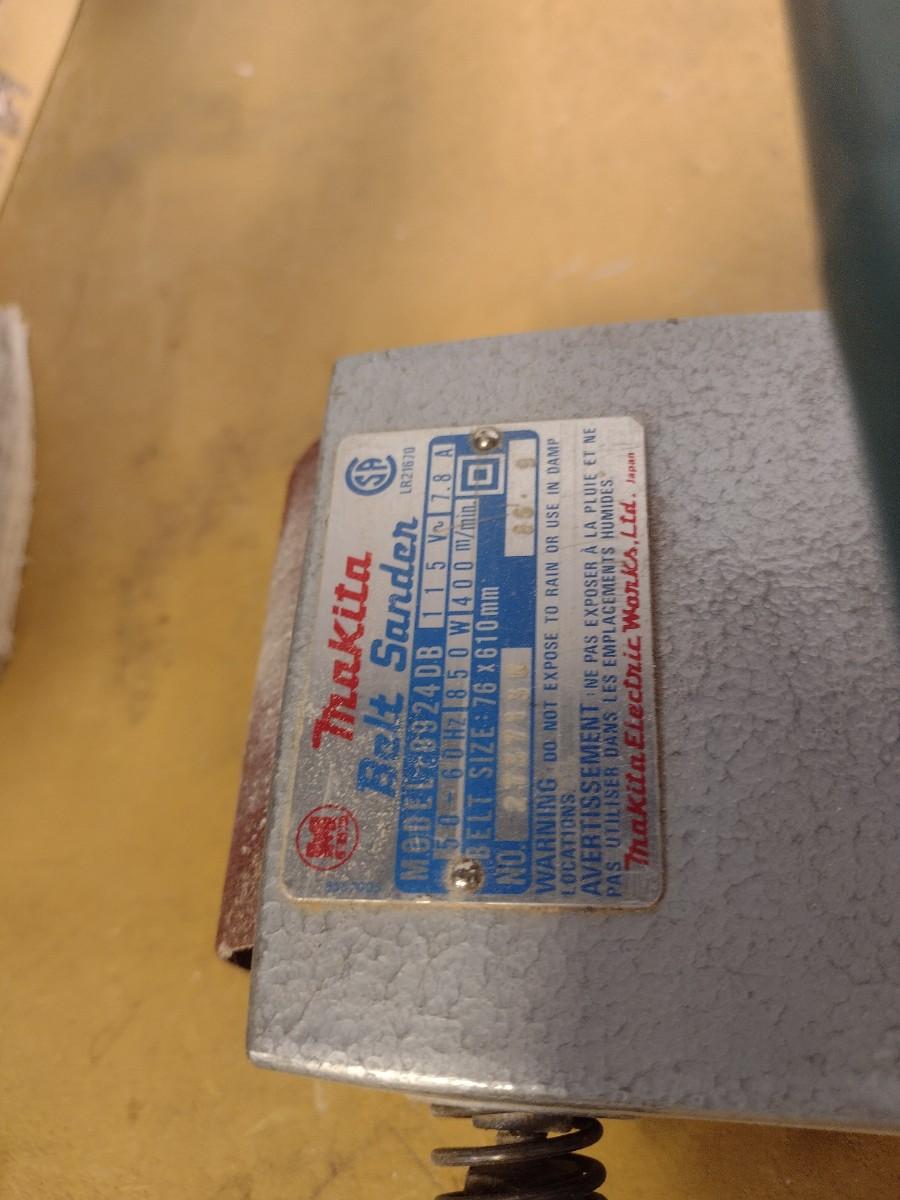 Makita
Belt Sander
LR21670
MODEL 9924DB 115 V~ 7.8 A
50-60Hz 850 W 400 m/min.
BELT SIZE: 76 x 610mm
NO. 86. 9
WARNING DO NOT EXPOSE TO RAIN OR USE IN DAMP
LOCATIONS.
AVERTISSEMENT : NE PAS EXPOSER À LA PLUIE ET NE
PAS UTILISER DANS LES EMPLACEMENTS HUMIDES.
Makita Electric Works, Ltd. Japan